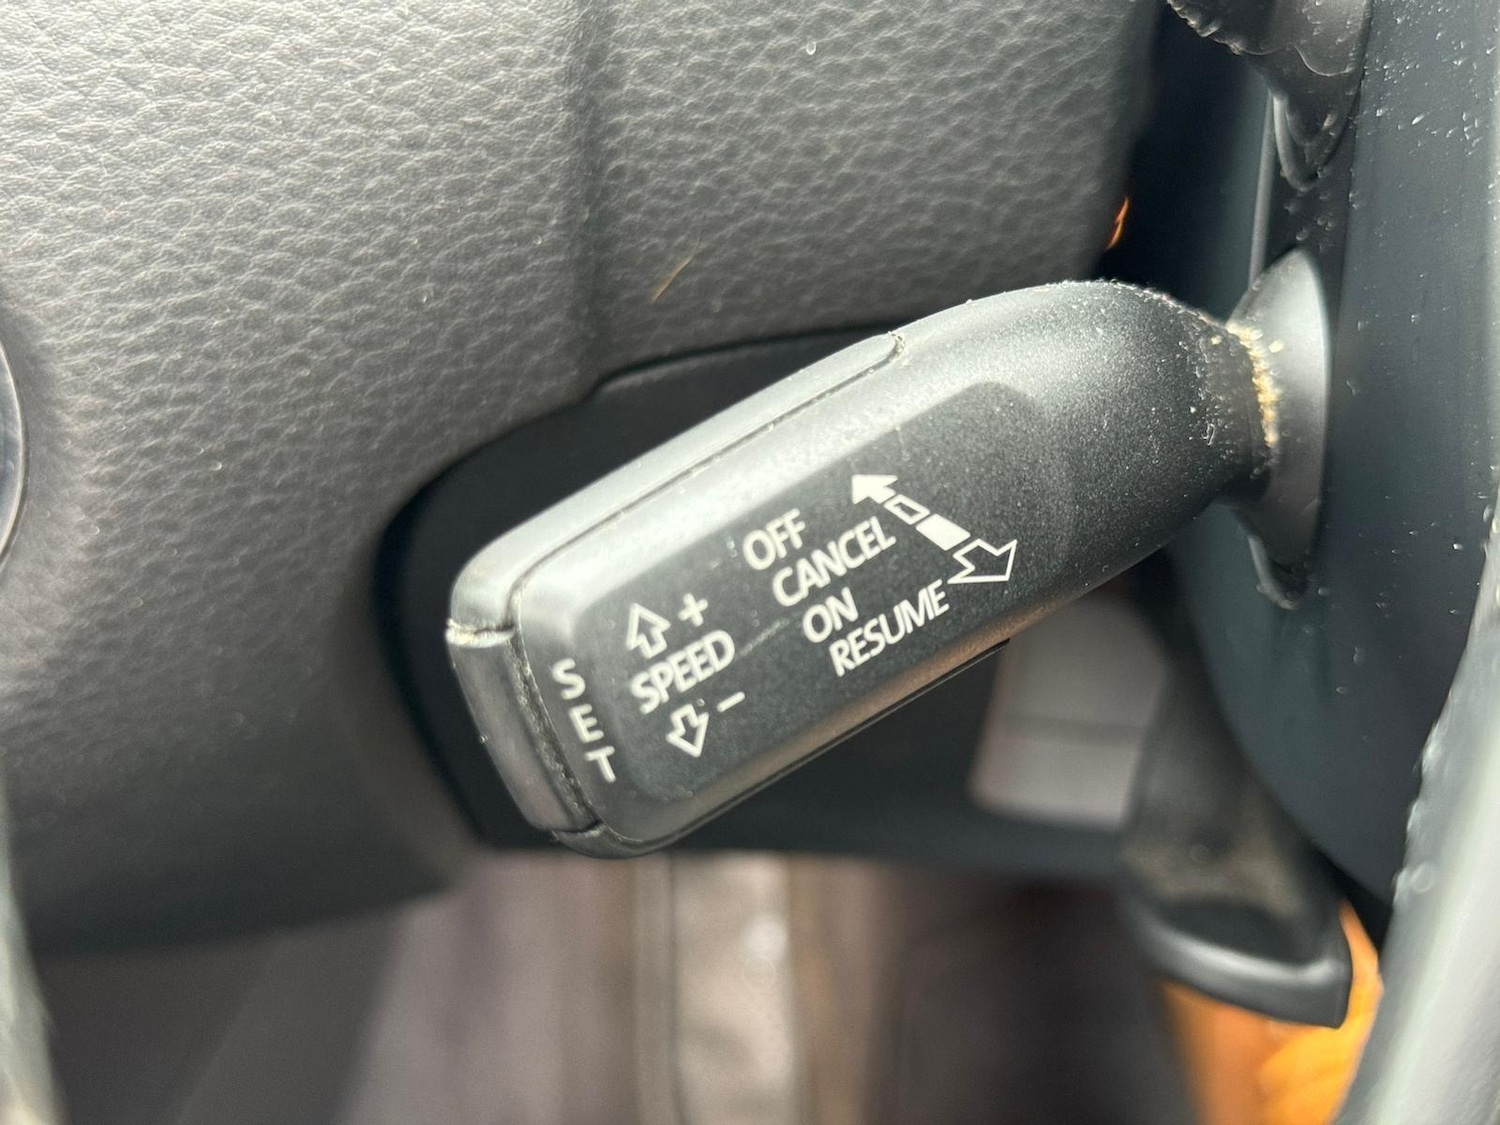 OFF
CANCEL
ON
RESUME
+
SPEED
-
SET